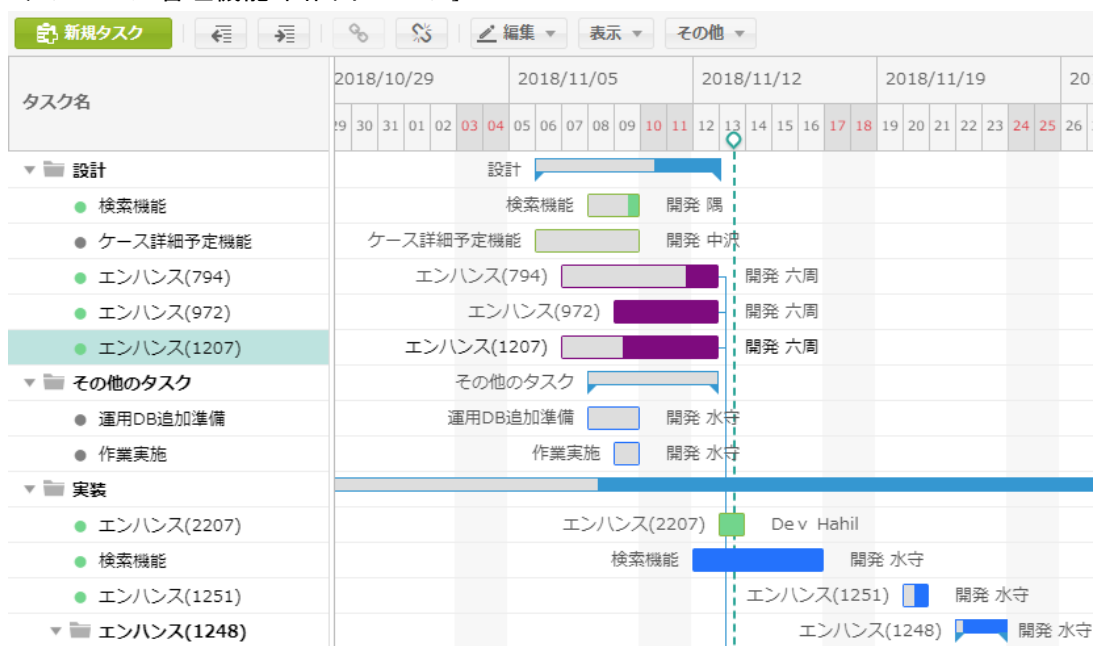 新規タスク 編集 表示 その他
タスク名 2018/10/29 2018/11/05 2018/11/12 2018/11/19 20
29 30 31 01 02 03 04 05 06 07 08 09 10 11 12 13 14 15 16 17 18 19 20 21 22 23 24 25 26
設計 設計
検索機能 検索機能 開発 隅
ケース詳細予定機能 ケース詳細予定機能 開発 中沢
エンハンス(794) エンハンス(794) 開発 六周
エンハンス(972) エンハンス(972) 開発 六周
エンハンス(1207) エンハンス(1207) 開発 六周
その他のタスク その他のタスク
運用DB追加準備 運用DB追加準備 開発 水守
作業実施 作業実施 開発 水守
実装
エンハンス(2207) エンハンス(2207) Dev Hahil
検索機能 検索機能 開発 水守
エンハンス(1251) エンハンス(1251) 開発 水守
エンハンス(1248) エンハンス(1248) 開発 水守